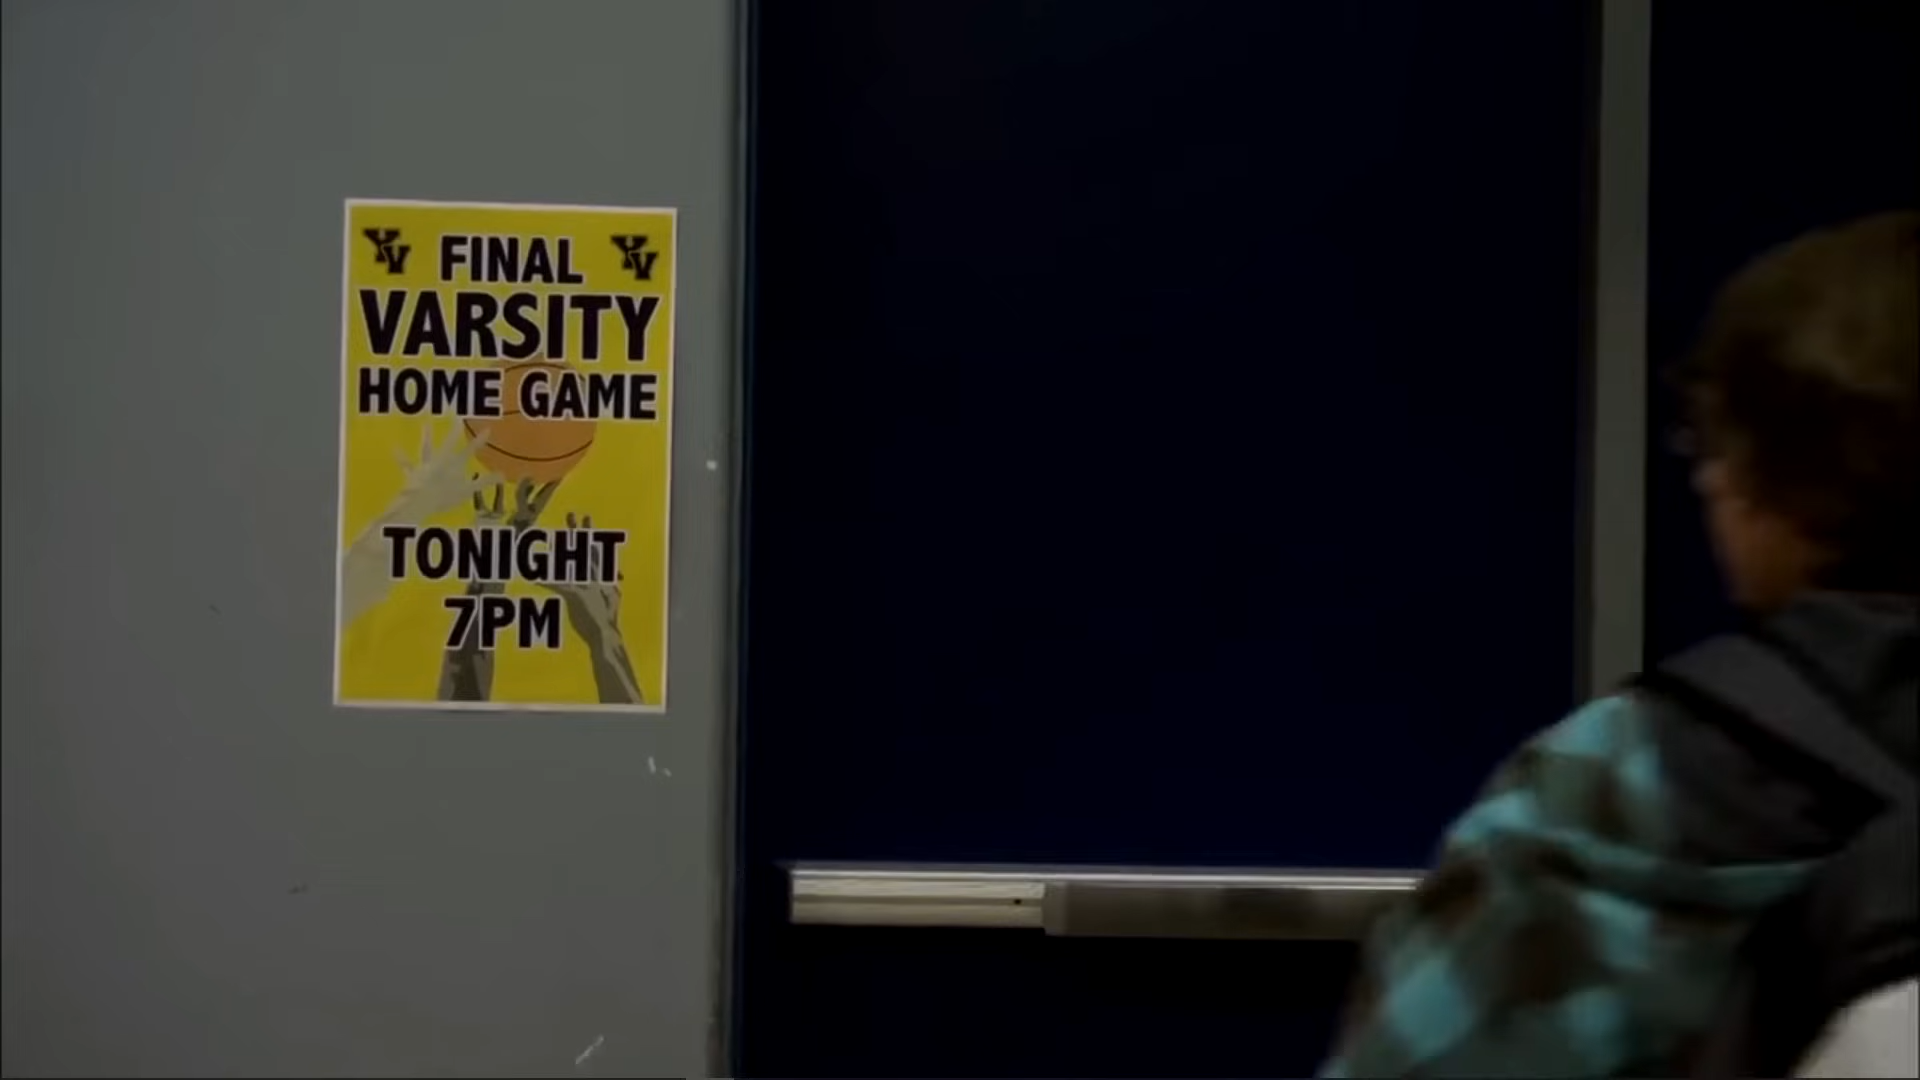 YV FINAL YV
VARSITY
HOME GAME
TONIGHT
7PM